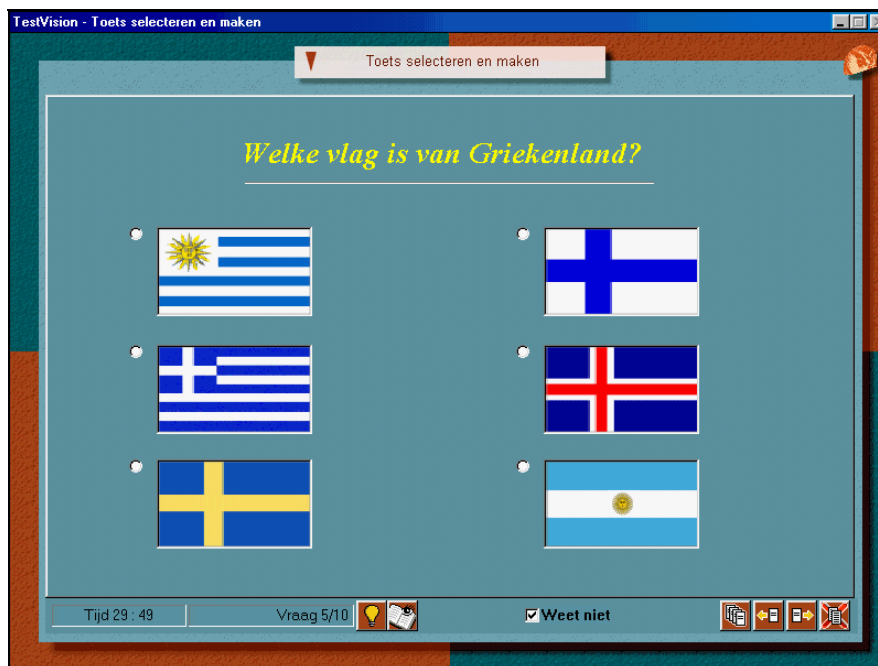 TestVision - Toets selecteren en maken
Toets selecteren en maken
Welke vlag is van Griekenland?
Tijd 29 : 49
Vraag 5/10
Weet niet